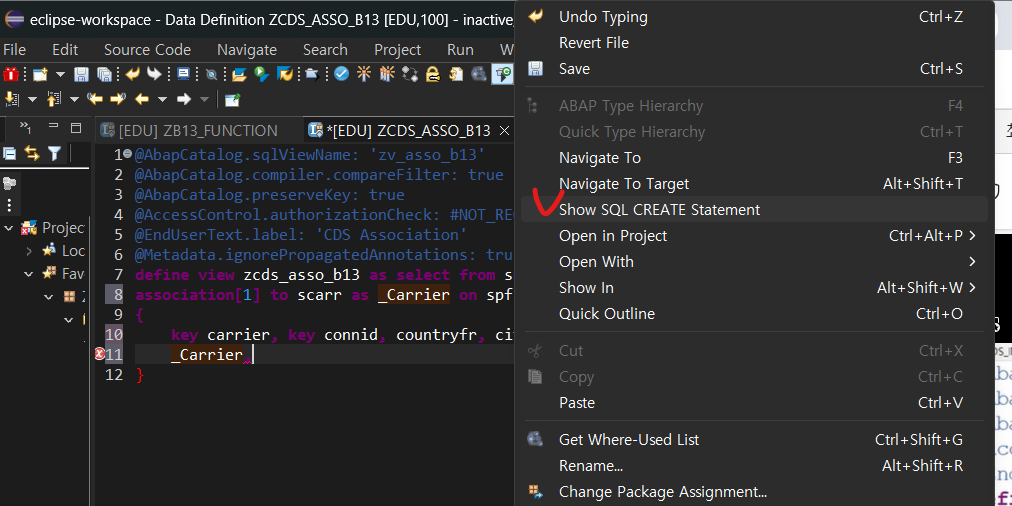 eclipse-workspace - Data Definition ZCDS_ASSO_B13 [EDU,100] - inactive,
File Edit Source Code Navigate Search Project Run W
1
[EDU] ZB13_FUNCTION *[EDU] ZCDS_ASSO_B13
1 @AbapCatalog.sqlViewName: 'zv_asso_b13'
2 @AbapCatalog.compiler.compareFilter: true
3 @AbapCatalog.preserveKey: true
4 @AccessControl.authorizationCheck: #NOT_REQ
5 @EndUserText.label: 'CDS Association'
6 @Metadata.ignorePropagatedAnnotations: tru
7 define view zcds_asso_b13 as select from s
8 association[1] to scarr as _Carrier on spf
9 {
10 key carrier, key connid, countryfr, ci
11 _Carrier,
12 }
Projec
Loc
Fav
Undo Typing Ctrl+Z
Revert File
Save Ctrl+S
ABAP Type Hierarchy F4
Quick Type Hierarchy Ctrl+T
Navigate To F3
Navigate To Target Alt+Shift+T
Show SQL CREATE Statement
Open in Project Ctrl+Alt+P
Open With
Show In Alt+Shift+W
Quick Outline Ctrl+O
Cut Ctrl+X
Copy Ctrl+C
Paste Ctrl+V
Get Where-Used List Ctrl+Shift+G
Rename... Alt+Shift+R
Change Package Assignment...